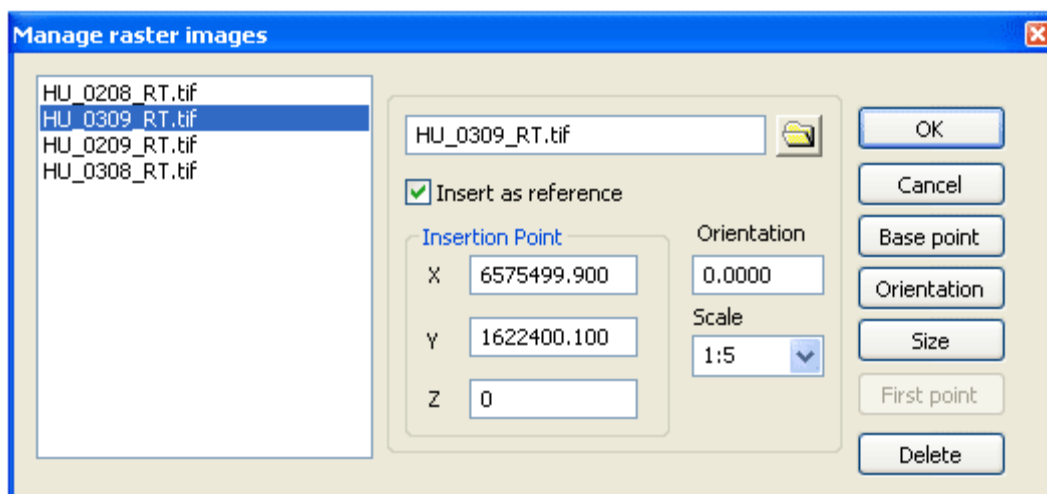 Manage raster images
HU_0208_RT.tif
HU_0309_RT.tif
HU_0209_RT.tif
HU_0308_RT.tif
HU_0309_RT.tif
Insert as reference
Insertion Point
X 6575499.900
Y 1622400.100
Z 0
Orientation
0.0000
Scale
1:5
OK
Cancel
Base point
Orientation
Size
First point
Delete